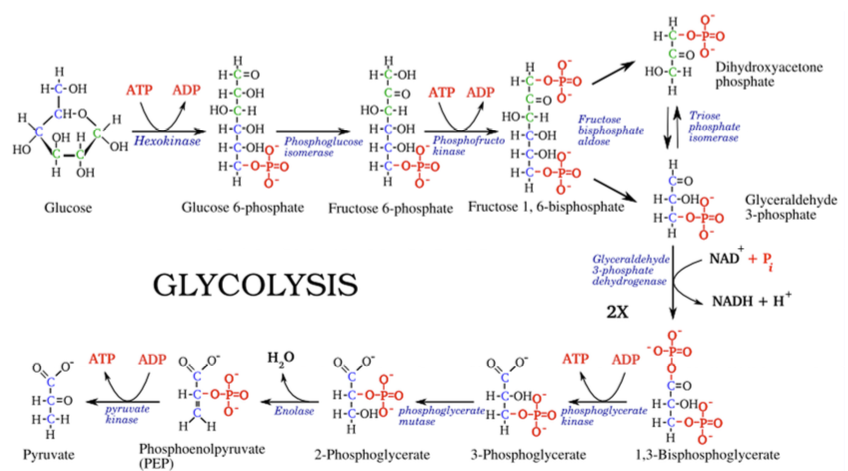 ATP ADP
Hexokinase
Glucose
Glucose 6-phosphate
Phosphoglucose
isomerase
Fructose 6-phosphate
ATP ADP
Phosphofructo
kinase
Fructose 1, 6-bisphosphate
Fructose
bisphosphate
aldose
Dihydroxyacetone
phosphate
Triose
phosphate
isomerase
Glyceraldehyde
3-phosphate
GLYCOLYSIS
Glyceraldehyde
3-phosphate
dehydrogenase
NAD+ + Pi
NADH + H+
2X
1,3-Bisphosphoglycerate
ATP ADP
phosphoglycerate
kinase
3-Phosphoglycerate
phosphoglycerate
mutase
2-Phosphoglycerate
H2O
Enolase
Phosphoenolpyruvate
(PEP)
ATP ADP
pyruvate
kinase
Pyruvate